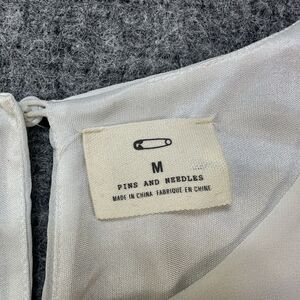 M
PINS AND NEEDLES
MADE IN CHINA FABRIQUE EN CHINE